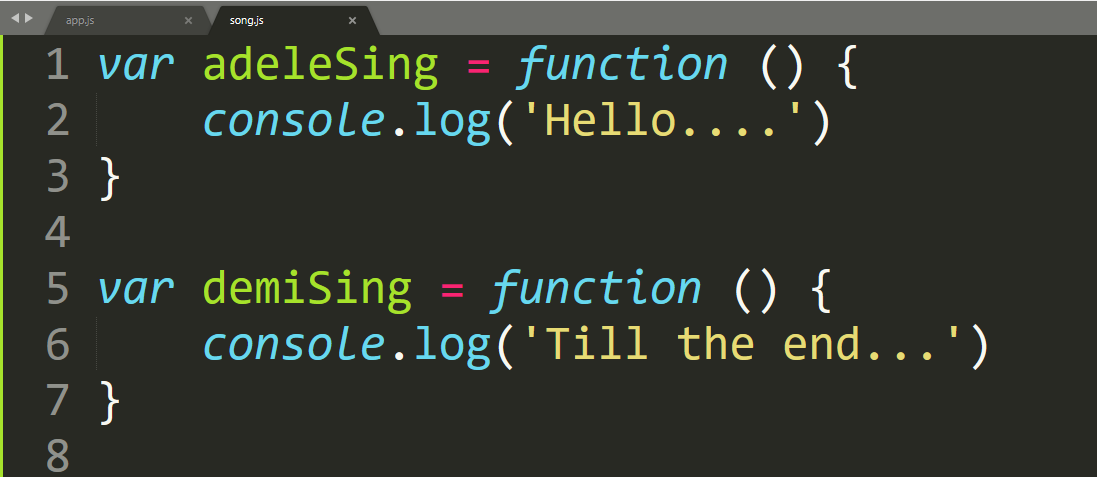 app.js × song.js ×
1 var adeleSing = function () {
2     console.log('Hello....')
3 }
4
5 var demiSing = function () {
6     console.log('Till the end...')
7 }
8